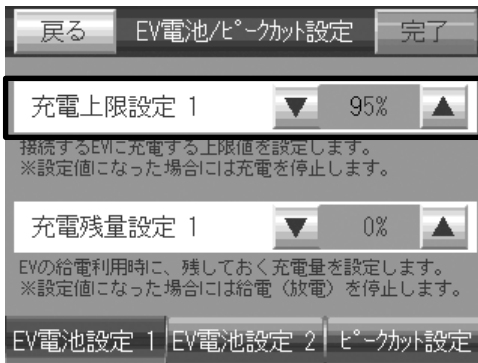 戻る EV電池/ピークカット設定 完了
充電上限設定 1 ▼ 95% ▲
接続するEVに充電する上限値を設定します。
※設定値になった場合には充電を停止します。
充電残量設定 1 ▼ 0% ▲
EVの給電利用時に、残しておく充電量を設定します。
※設定値になった場合には給電（放電）を停止します。
EV電池設定 1 EV電池設定 2 ピークカット設定